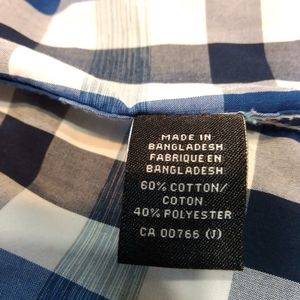 MADE IN
BANGLADESH
FABRIQUE EN
BANGLADESH
60% COTTON/
COTON
40% POLYESTER
CA 00766 (J)